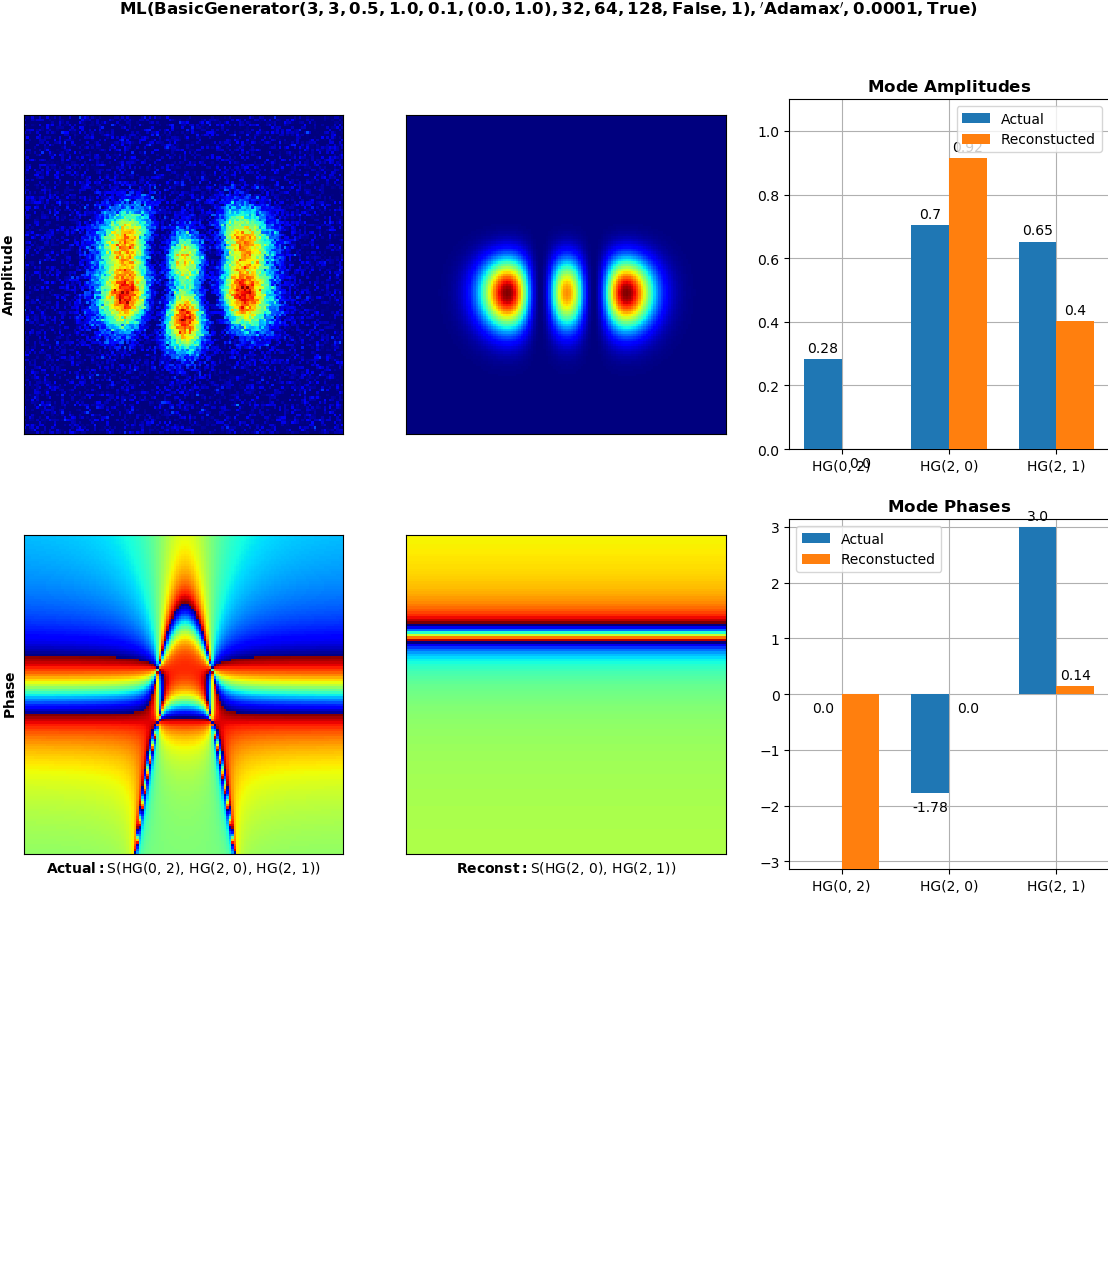 ML(BasicGenerator(3, 3, 0.5, 1.0, 0.1, (0.0, 1.0), 32, 64, 128, False, 1), ′Adamax′, 0.0001, True)
Amplitude
Mode Amplitudes
Actual
Reconstucted
1.0
0.8
0.6
0.4
0.2
0.0
0.28
0.0
0.7
0.92
0.65
0.4
HG(0, 2)
HG(2, 0)
HG(2, 1)
Phase
Actual: S(HG(0, 2), HG(2, 0), HG(2, 1))
Reconst: S(HG(2, 0), HG(2, 1))
Mode Phases
Actual
Reconstucted
3
2
1
0
−1
−2
−3
0.0
-1.78
0.0
3.0
0.14
HG(0, 2)
HG(2, 0)
HG(2, 1)